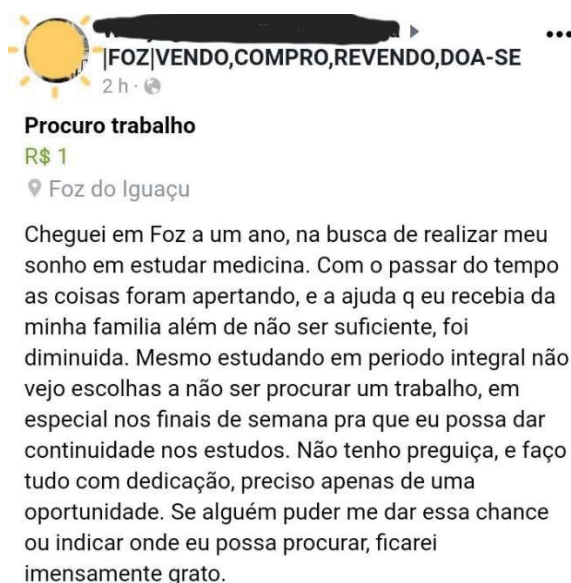 |FOZ|VENDO,COMPRO,REVENDO,DOA-SE
2 h ·
Procuro trabalho
R$ 1
Foz do Iguaçu
Cheguei em Foz a um ano, na busca de realizar meu
sonho em estudar medicina. Com o passar do tempo
as coisas foram apertando, e a ajuda q eu recebia da
minha familia além de não ser suficiente, foi
diminuida. Mesmo estudando em periodo integral não
vejo escolhas a não ser procurar um trabalho, em
especial nos finais de semana pra que eu possa dar
continuidade nos estudos. Não tenho preguiça, e faço
tudo com dedicação, preciso apenas de uma
oportunidade. Se alguém puder me dar essa chance
ou indicar onde eu possa procurar, ficarei
imensamente grato.